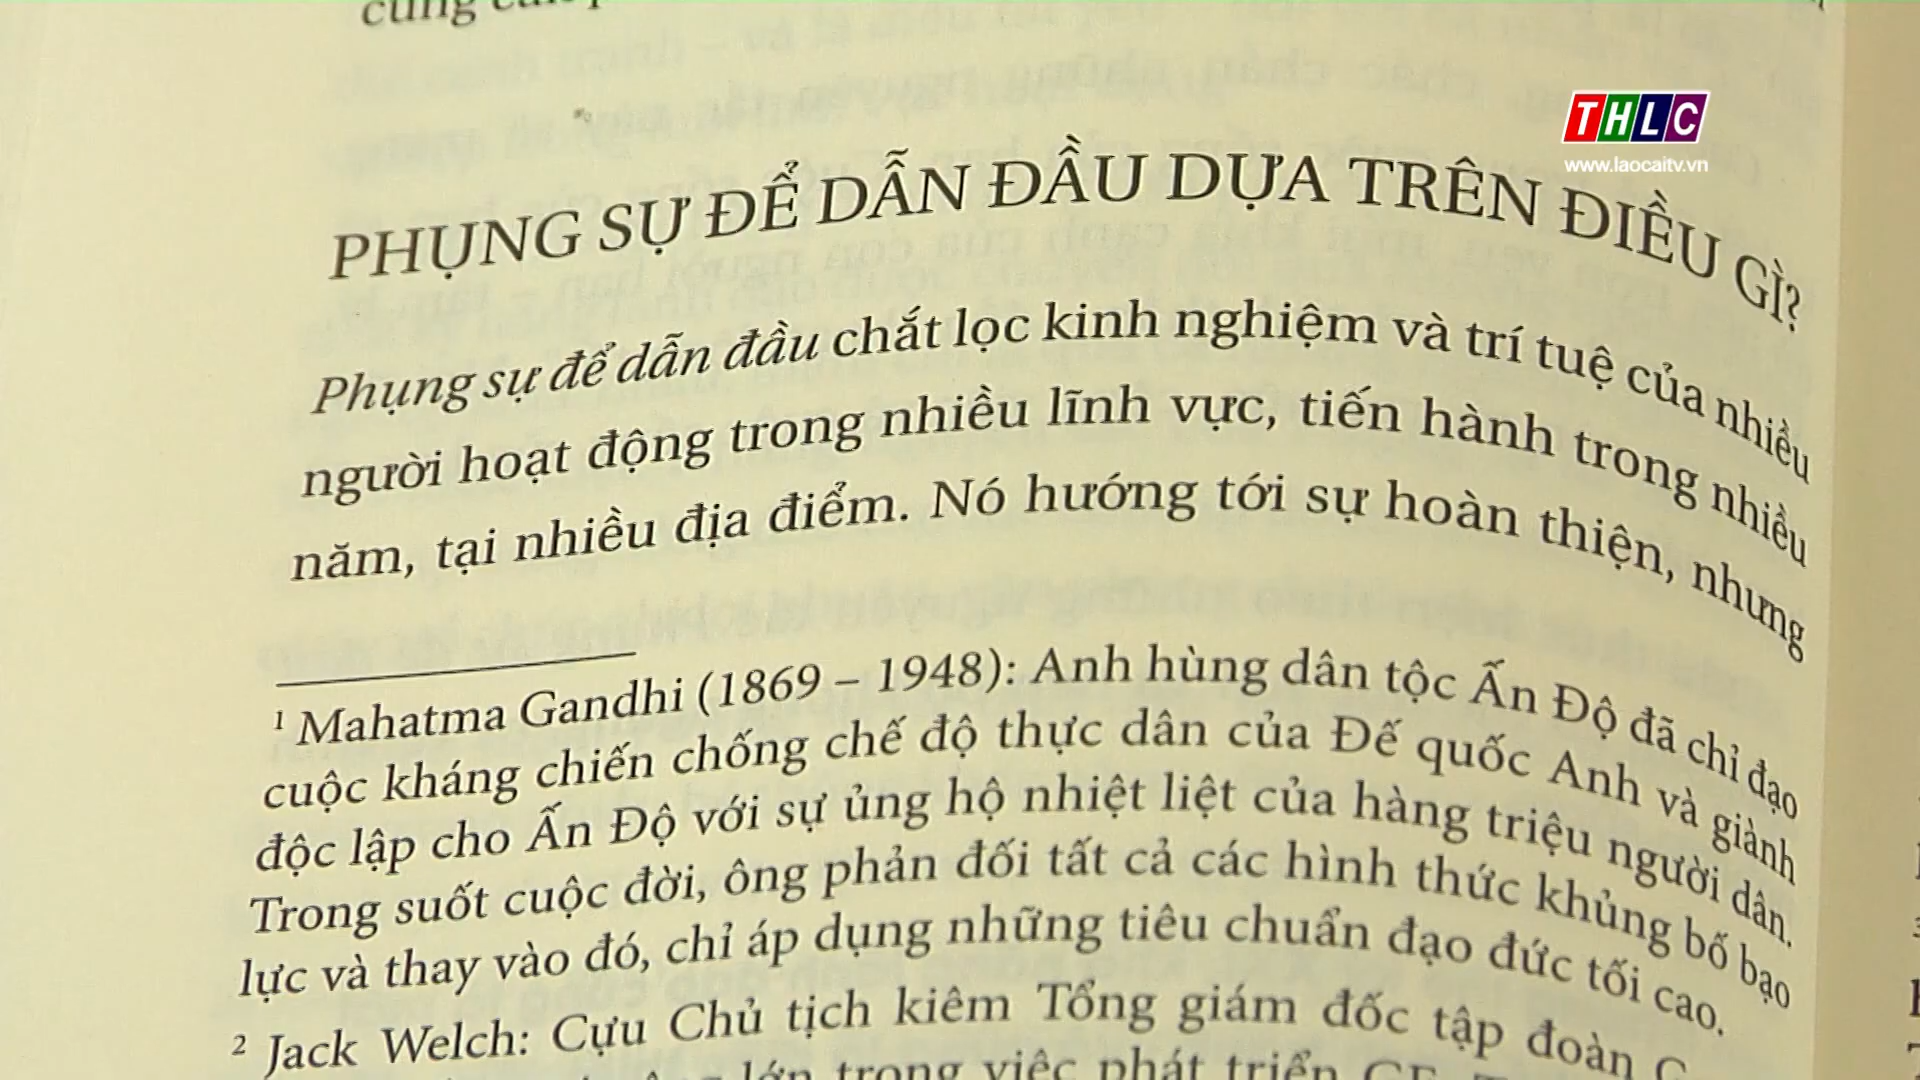 THLC
www.laocaitv.vn
PHỤNG SỰ ĐỂ DẪN ĐẦU DỰA TRÊN ĐIỀU GÌ?
Phụng sự để dẫn đầu chắt lọc kinh nghiệm và trí tuệ của nhiều
người hoạt động trong nhiều lĩnh vực, tiến hành trong nhiều
năm, tại nhiều địa điểm. Nó hướng tới sự hoàn thiện, nhưng
¹ Mahatma Gandhi (1869 – 1948): Anh hùng dân tộc Ấn Độ đã chỉ đạo
cuộc kháng chiến chống chế độ thực dân của Đế quốc Anh và giành
độc lập cho Ấn Độ với sự ủng hộ nhiệt liệt của hàng triệu người dân.
Trong suốt cuộc đời, ông phản đối tất cả các hình thức khủng bố bạo
lực và thay vào đó, chỉ áp dụng những tiêu chuẩn đạo đức tối cao.
² Jack Welch: Cựu Chủ tịch kiêm Tổng giám đốc tập đoàn
lớn trong việc phát triển